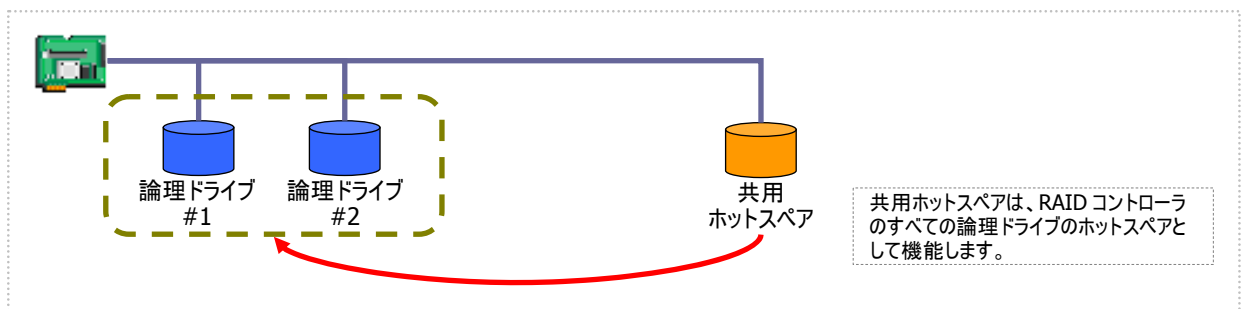 論理ドライブ
#1
論理ドライブ
#2
共用
ホットスペア
共用ホットスペアは、RAID コントローラ
のすべての論理ドライブのホットスペアと
して機能します。